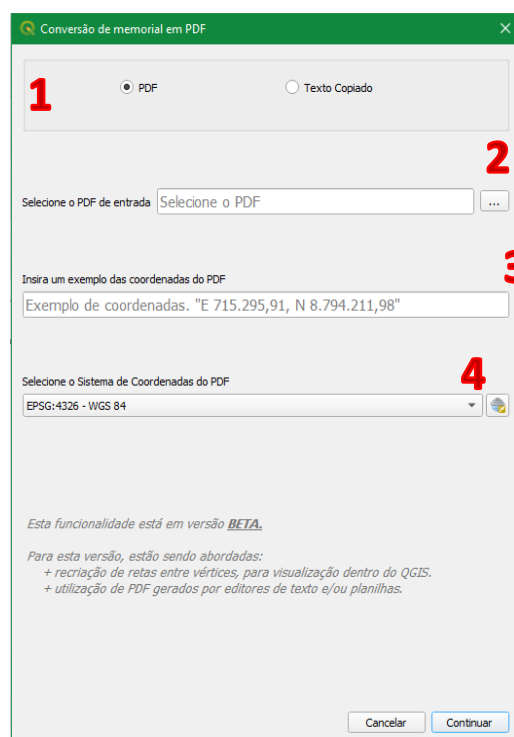 Conversão de memorial em PDF
1
PDF
Texto Copiado
2
Selecione o PDF de entrada
Selecione o PDF
...
3
Insira um exemplo das coordenadas do PDF
Exemplo de coordenadas. "E 715.295,91, N 8.794.211,98"
4
Selecione o Sistema de Coordenadas do PDF
EPSG:4326 - WGS 84
Esta funcionalidade está em versão BETA.
Para esta versão, estão sendo abordadas:
+ recriação de retas entre vértices, para visualização dentro do QGIS.
+ utilização de PDF gerados por editores de texto e/ou planilhas.
Cancelar
Continuar